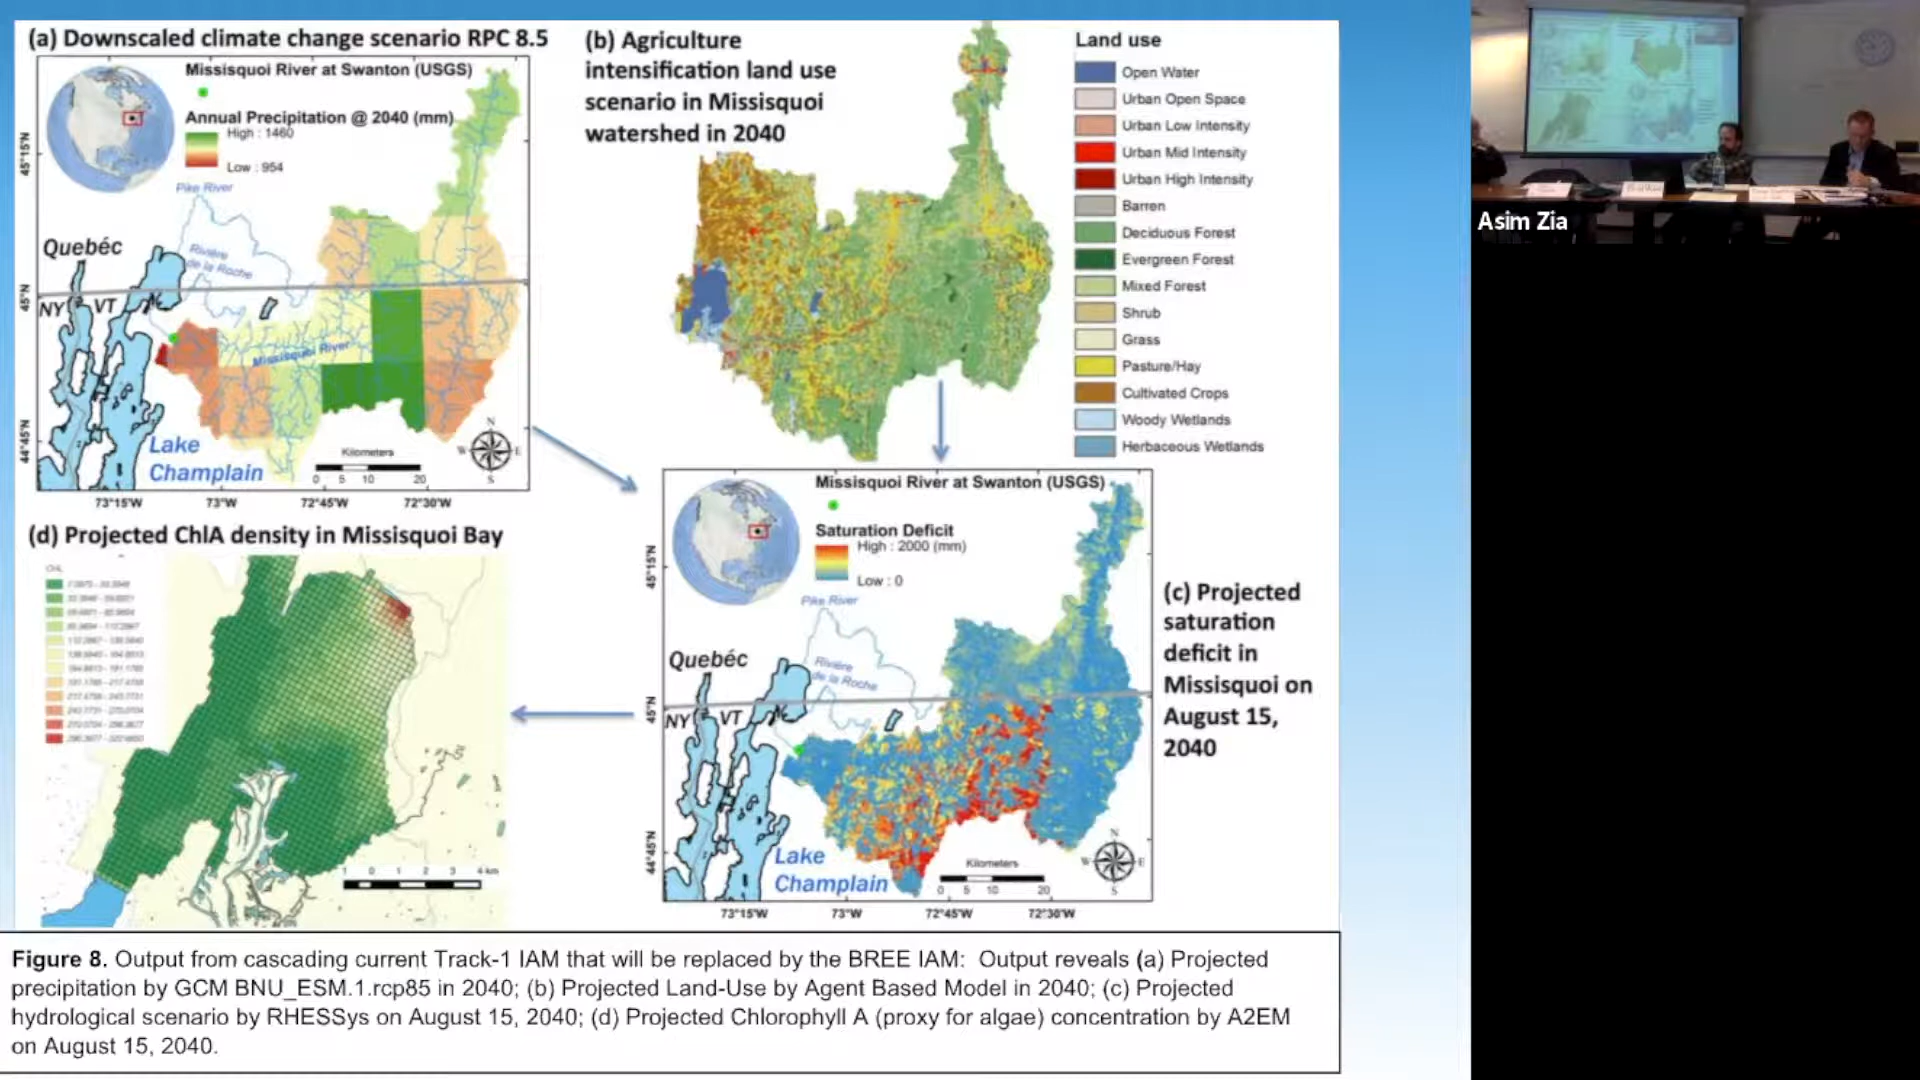 (a) Downscaled climate change scenario RPC 8.5
Missisquoi River at Swanton (USGS)
Annual Precipitation @ 2040 (mm)
High : 1460
Low : 954
Pike River
Rivière
de la Roche
Quebéc
NY
VT
Missisquoi River
Lake
Champlain
Kilometers
0 5 10 20
N
W
E
S
45°15'N
45°N
44°45'N
73°15'W
73°W
72°45'W
72°30'W
(b) Agriculture
intensification land use
scenario in Missisquoi
watershed in 2040
Land use
Open Water
Urban Open Space
Urban Low Intensity
Urban Mid Intensity
Urban High Intensity
Barren
Deciduous Forest
Evergreen Forest
Mixed Forest
Shrub
Grass
Pasture/Hay
Cultivated Crops
Woody Wetlands
Herbaceous Wetlands
Missisquoi River at Swanton (USGS)
Saturation Deficit
High : 2000 (mm)
Low : 0
Pike River
Rivière
de la Roche
Quebéc
NY
VT
Lake
Champlain
Kilometers
0 5 10 20
N
W
E
S
45°15'N
45°N
44°45'N
73°15'W
73°W
72°45'W
72°30'W
(c) Projected
saturation
deficit in
Missisquoi on
August 15,
2040
(d) Projected ChlA density in Missisquoi Bay
CHL
1 0 1 2 3 4 km
Figure 8. Output from cascading current Track-1 IAM that will be replaced by the BREE IAM: Output reveals (a) Projected
precipitation by GCM BNU_ESM.1.rcp85 in 2040; (b) Projected Land-Use by Agent Based Model in 2040; (c) Projected
hydrological scenario by RHESSys on August 15, 2040; (d) Projected Chlorophyll A (proxy for algae) concentration by A2EM
on August 15, 2040.
Asim Zia